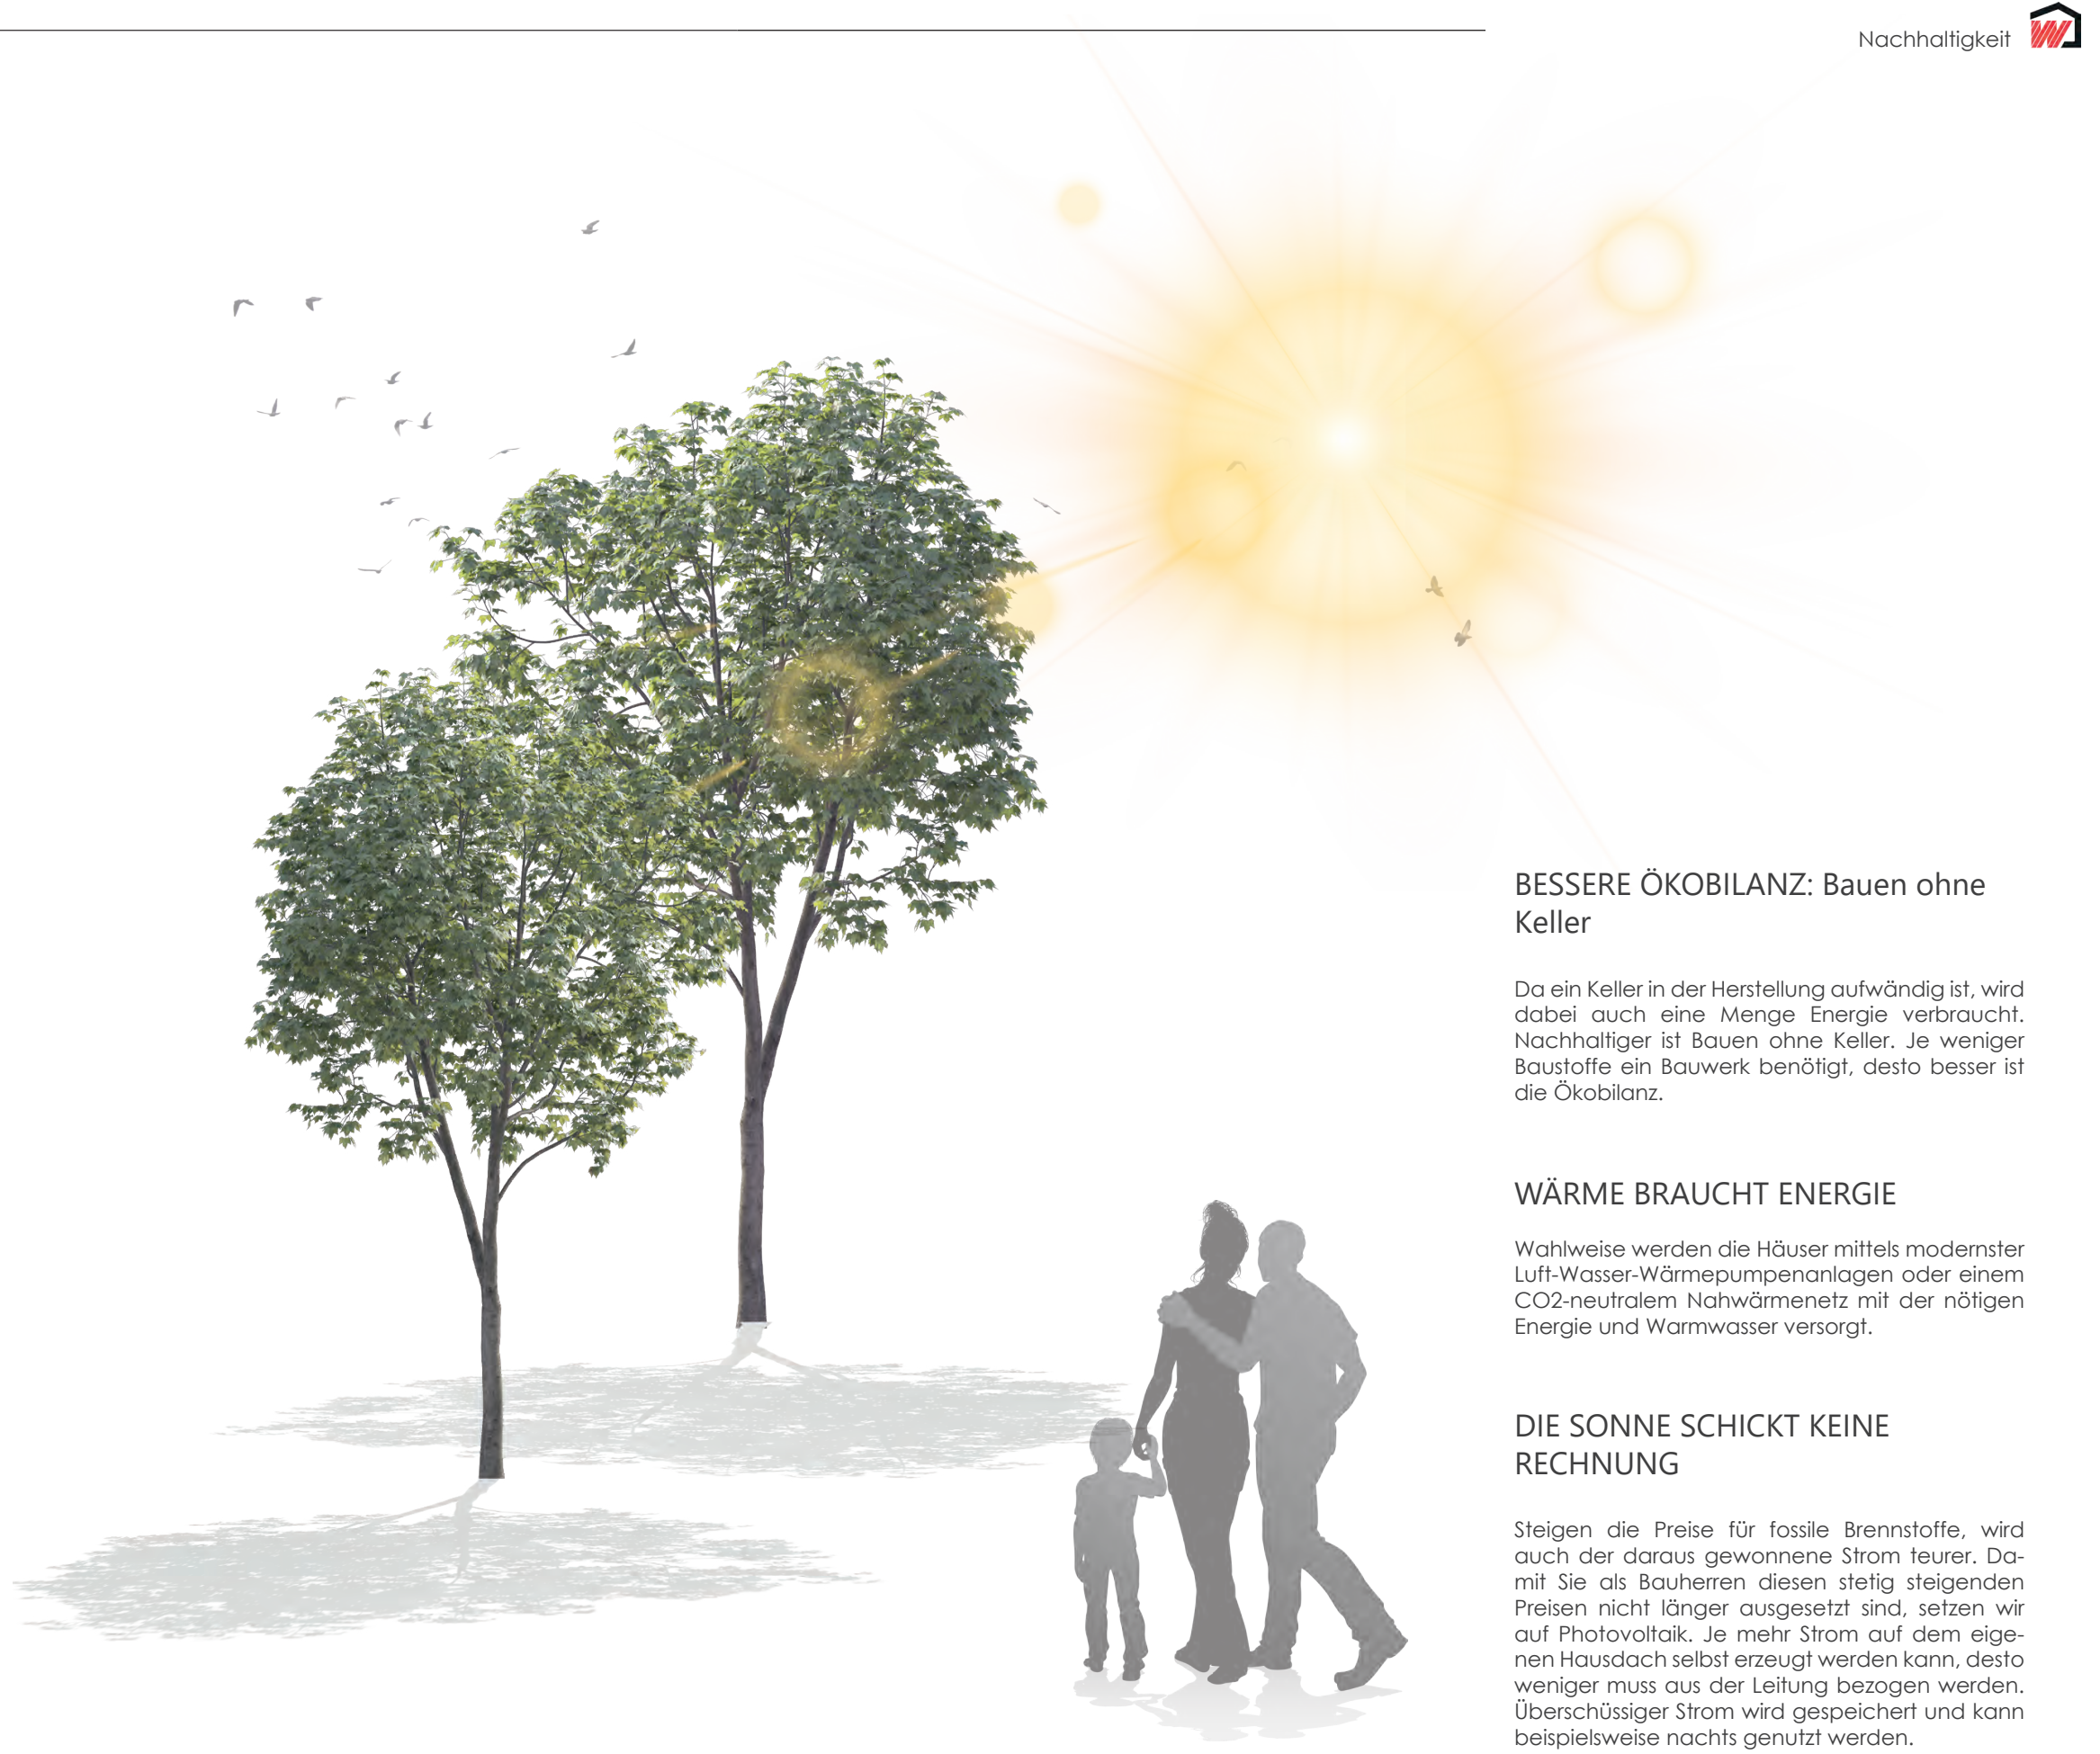 Nachhaltigkeit
BESSERE ÖKOBILANZ: Bauen ohne
Keller
Da ein Keller in der Herstellung aufwändig ist, wird
dabei auch eine Menge Energie verbraucht.
Nachhaltiger ist Bauen ohne Keller. Je weniger
Baustoffe ein Bauwerk benötigt, desto besser ist
die Ökobilanz.
WÄRME BRAUCHT ENERGIE
Wahlweise werden die Häuser mittels modernster
Luft-Wasser-Wärmepumpenanlagen oder einem
CO2-neutralem Nahwärmenetz mit der nötigen
Energie und Warmwasser versorgt.
DIE SONNE SCHICKT KEINE
RECHNUNG
Steigen die Preise für fossile Brennstoffe, wird
auch der daraus gewonnene Strom teurer. Da-
mit Sie als Bauherren diesen stetig steigenden
Preisen nicht länger ausgesetzt sind, setzen wir
auf Photovoltaik. Je mehr Strom auf dem eige-
nen Hausdach selbst erzeugt werden kann, desto
weniger muss aus der Leitung bezogen werden.
Überschüssiger Strom wird gespeichert und kann
beispielsweise nachts genutzt werden.